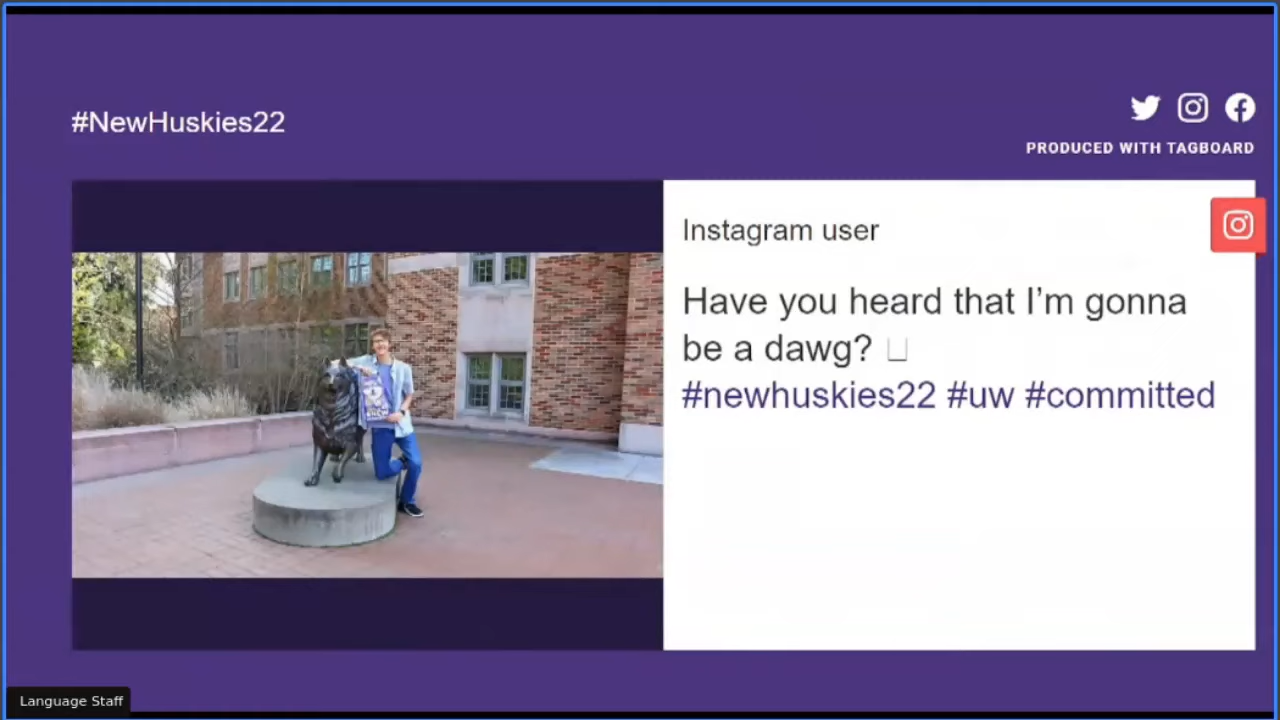 #NewHuskies22
PRODUCED WITH TAGBOARD
Instagram user
Have you heard that I’m gonna
be a dawg?
#newhuskies22 #uw #committed
Language Staff